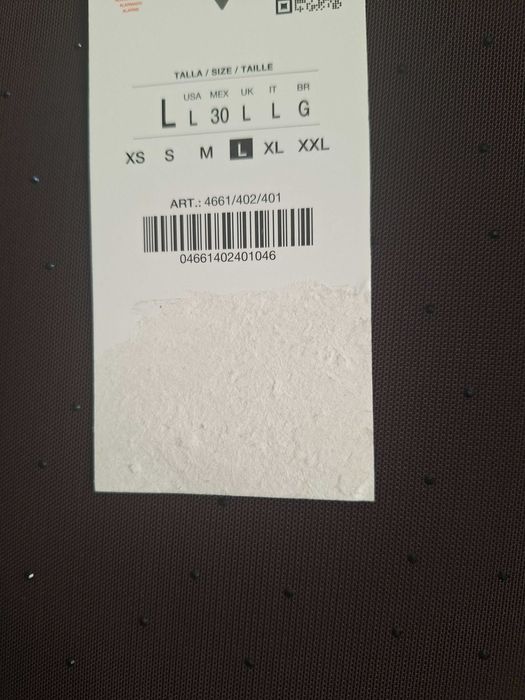 TALLA / SIZE / TAILLE
USA MEX UK IT BR
L L 30 L L G
XS S M L XL XXL
ART.: 4661/402/401
04661402401046